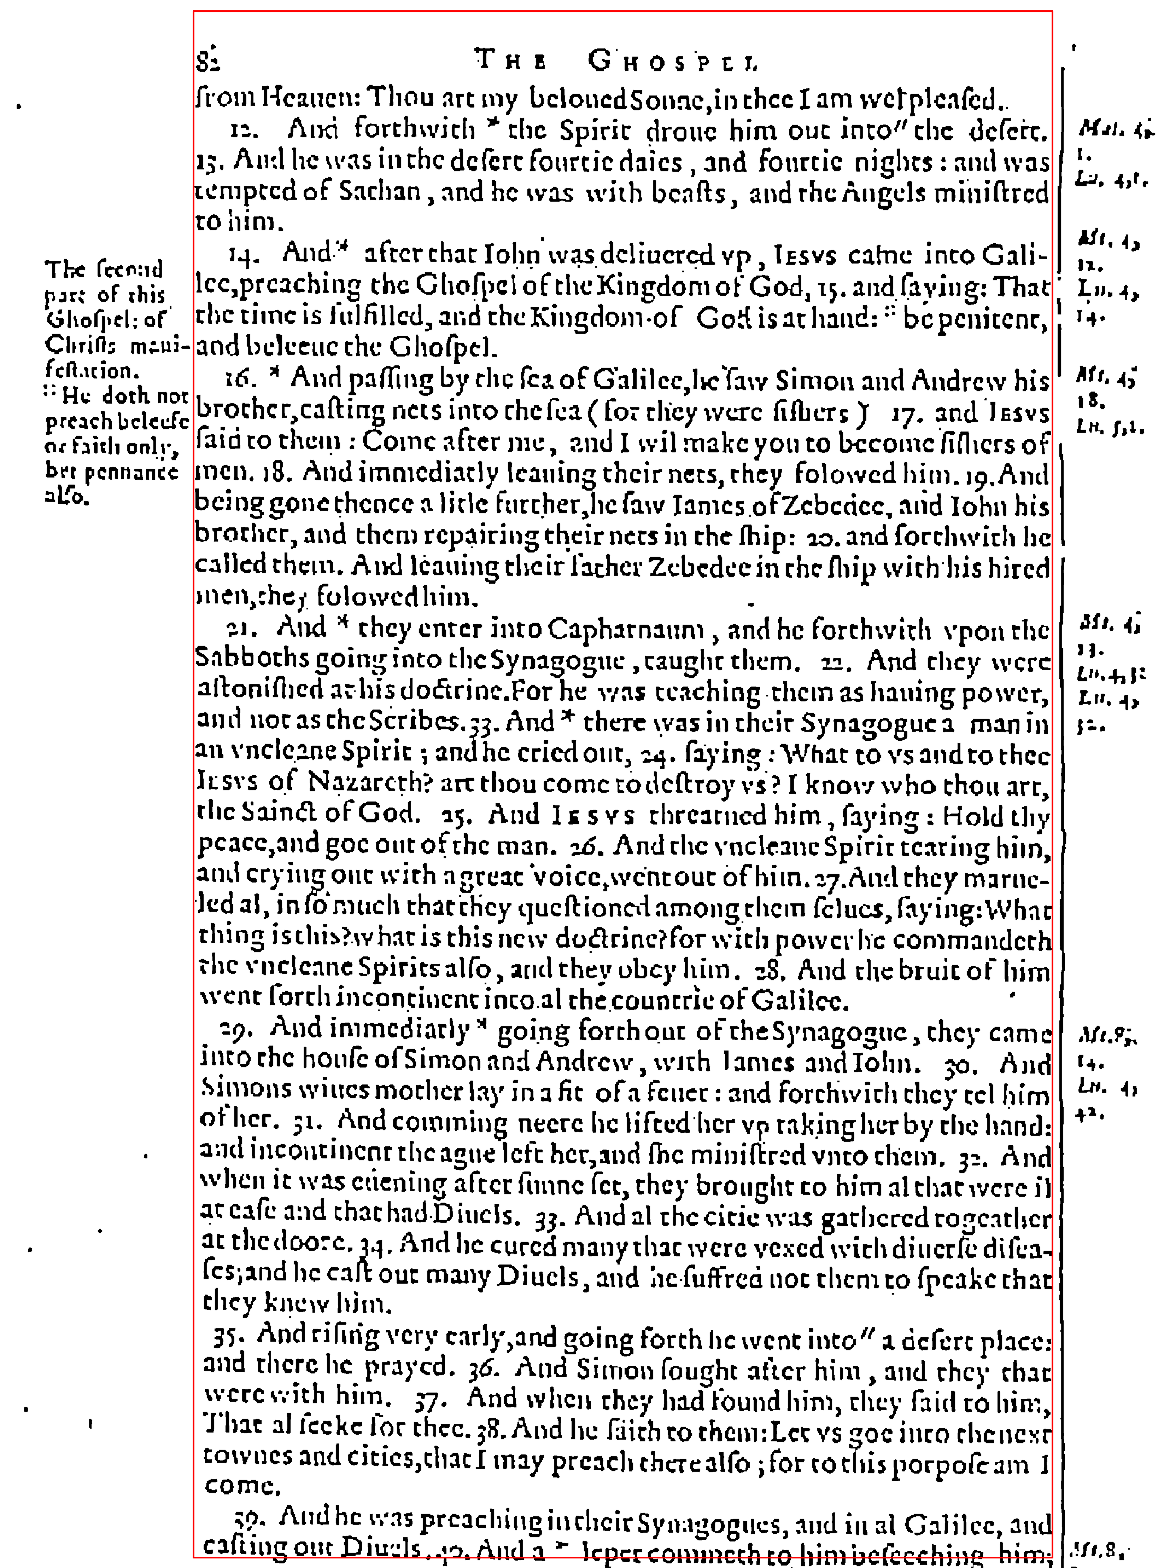 82 THE GHOSPEL
from Heauen: Thou art my beloued Sonne, in thee I am wel pleased.
12. And forthwith * the Spirit droue him out into" the desert.
13. And he was in the desert fourtie daies, and fourtie nights: and was
tempted of Sathan, and he was with beasts, and the Angels ministred
to him.
14. And * after that Iohn was deliuered vp, IESVS came into Gali-
lee, preaching the Ghospel of the Kingdom of God, 15. and saying: That
the time is fulfilled, and the Kingdom of God is at hand: :: be penitent,
and beleeue the Ghospel.
16. * And passing by the sea of Galilee, he saw Simon and Andrew his
brother, casting nets into the sea (for they were fishers) 17. and IESVS
said to them: Come after me, and I wil make you to become fishers of
men. 18. And immediatly leauing their nets, they folowed him. 19. And
being gone thence a litle further, he saw Iames of Zebedee, and Iohn his
brother, and them repairing their nets in the ship: 20. and forthwith he
called them. And leauing their father Zebedee in the ship with his hired
men, they folowed him.
21. And * they enter into Capharnaum, and he forthwith vpon the
Sabboths going into the Synagogue, taught them. 22. And they were
astonished at his doctrine. For he was teaching them as hauing power,
and not as the Scribes. 33. And * there was in their Synagogue a man in
an vncleane Spirit; and he cried out, 24. saying: What to vs and to thee
IESVS of Nazareth? art thou come to destroy vs? I know who thou art,
the Sainct of God. 25. And IESVS threatned him, saying: Hold thy
peace, and goe out of the man. 26. And the vncleane Spirit tearing him,
and crying out with a great voice, went out of him. 27. And they marue-
led al, in so much that they questioned among them selues, saying: What
thing is this? what is this new doctrine? for with power he commandeth
the vncleane Spirits also, and they obey him. 28. And the bruit of him
went forth incontinent into al the countrie of Galilee.
29. And immediatly * going forth out of the Synagogue, they came
into the house of Simon and Andrew, with Iames and Iohn. 30. And
Simons wiues mother lay in a fit of a feuer: and forthwith they tel him
of her. 31. And comming neere he lifted her vp taking her by the hand:
and incontinent the ague left her, and she ministred vnto them. 32. And
when it was euening after sunne set, they brought to him al that were il
at ease and that had Diuels. 33. And al the citie was gathered togeather
at the doore. 34. And he cured many that were vexed with diuerse disea-
ses; and he cast out many Diuels, and he suffred not them to speake that
they knew him.
35. And rising very early, and going forth he went into" a desert place:
and there he prayed. 36. And Simon sought after him, and they that
were with him. 37. And when they had found him, they said to him,
That al seeke for thee. 38. And he saith to them: Let vs goe into the next
townes and cities, that I may preach there also; for to this porpose am I
come.
39. And he was preaching in their Synagogues, and in al Galilee, and
casting out Diuels. 40. And a * leper commeth to him beseeching him;
The second
part of this
Ghospel: of
Christs mani-
festation.
:: He doth not
preach beleefe
or faith only,
but pennance
also.
Mat. 4,
1.
Lu. 4,1.
Mt. 4,
12.
Lu. 4,
14.
Mt. 4,
18.
Lu. 5,1.
Mt. 4,
13.
Lu. 4,31
Lu. 4,
32.
Mt. 8,
14.
Lu. 4,
42.
Mt. 8,